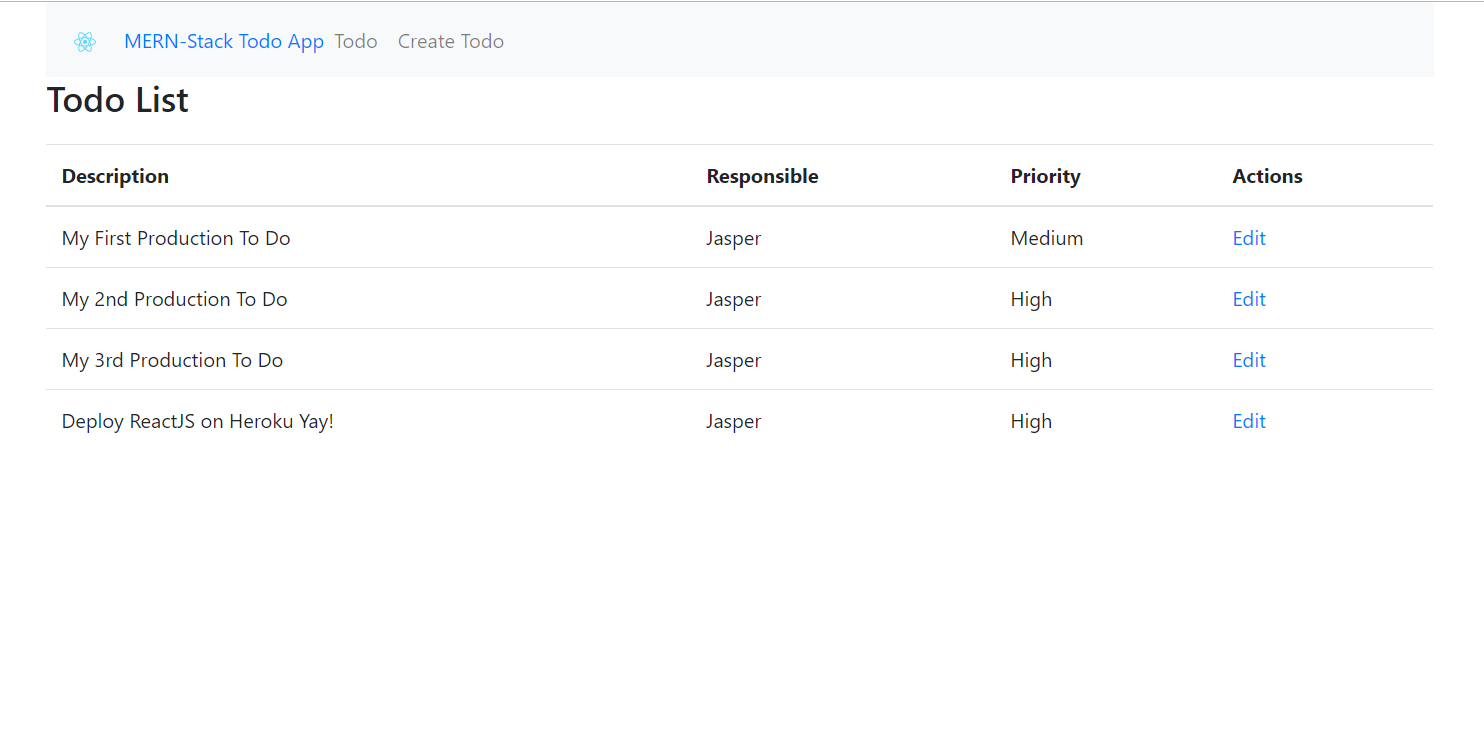 MERN-Stack Todo App Todo Create Todo
Todo List
Description Responsible Priority Actions
My First Production To Do Jasper Medium Edit
My 2nd Production To Do Jasper High Edit
My 3rd Production To Do Jasper High Edit
Deploy ReactJS on Heroku Yay! Jasper High Edit